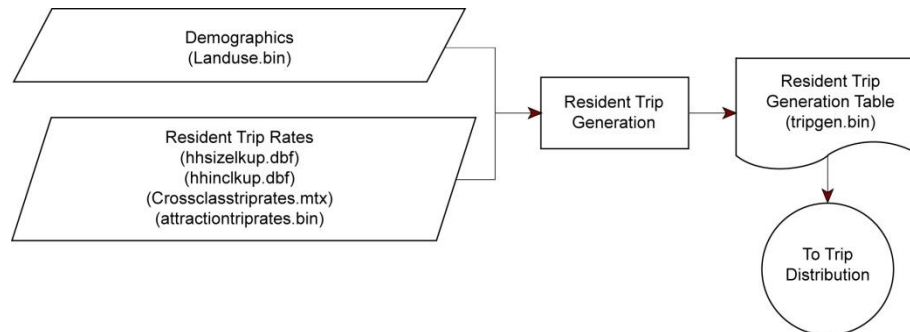 Demographics
(Landuse.bin)
Resident Trip Rates
(hhsizelkup.dbf)
(hhinclkup.dbf)
(Crossclasstriprates.mtx)
(attractiontriprates.bin)
Resident Trip
Generation
Resident Trip
Generation Table
(tripgen.bin)
To Trip
Distribution